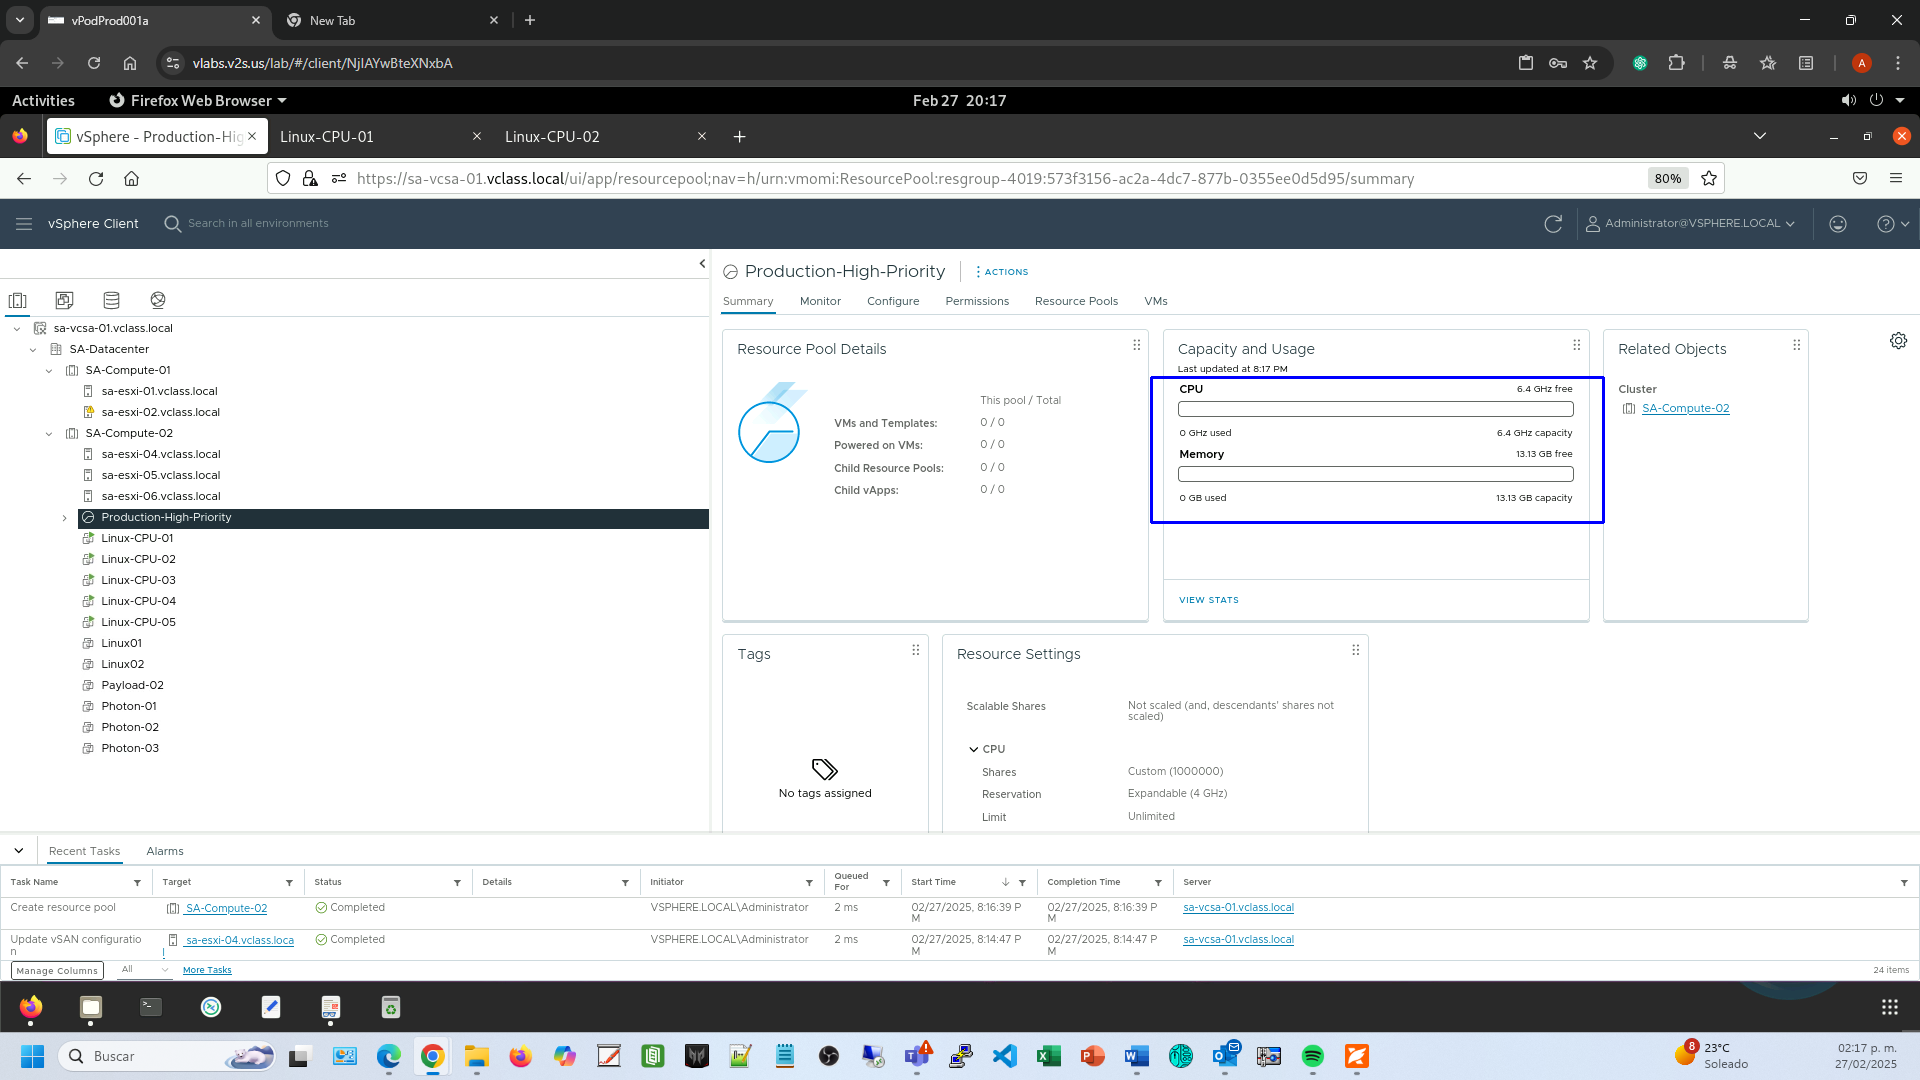 vPodProd001a
New Tab
vlabs.v2s.us/lab/#/client/NjIAYwBteXNxbA
A
Activities
Firefox Web Browser
Feb 27 20:17
vSphere - Production-Hig
Linux-CPU-01
Linux-CPU-02
https://sa-vcsa-01.vclass.local/ui/app/resourcepool;nav=h/urn:vmomi:ResourcePool:resgroup-4019:573f3156-ac2a-4dc7-877b-0355ee0d5d95/summary
80%
vSphere Client
Search in all environments
Administrator@VSPHERE.LOCAL
sa-vcsa-01.vclass.local
SA-Datacenter
SA-Compute-01
sa-esxi-01.vclass.local
sa-esxi-02.vclass.local
SA-Compute-02
sa-esxi-04.vclass.local
sa-esxi-05.vclass.local
sa-esxi-06.vclass.local
Production-High-Priority
Linux-CPU-01
Linux-CPU-02
Linux-CPU-03
Linux-CPU-04
Linux-CPU-05
Linux01
Linux02
Payload-02
Photon-01
Photon-02
Photon-03
Production-High-Priority
ACTIONS
Summary Monitor Configure Permissions Resource Pools VMs
Resource Pool Details
This pool / Total
VMs and Templates: 0 / 0
Powered on VMs: 0 / 0
Child Resource Pools: 0 / 0
Child vApps: 0 / 0
Capacity and Usage
Last updated at 8:17 PM
CPU 6.4 GHz free
0 GHz used 6.4 GHz capacity
Memory 13.13 GB free
0 GB used 13.13 GB capacity
VIEW STATS
Related Objects
Cluster
SA-Compute-02
Tags
No tags assigned
Resource Settings
Scalable Shares Not scaled (and, descendants' shares not
scaled)
CPU
Shares Custom (1000000)
Reservation Expandable (4 GHz)
Limit Unlimited
Recent Tasks Alarms
Task Name Target Status Details Initiator Queued For Start Time Completion Time Server
Create resource pool SA-Compute-02 Completed VSPHERE.LOCAL\Administrator 2 ms 02/27/2025, 8:16:39 P 02/27/2025, 8:16:39 P sa-vcsa-01.vclass.local
M M
Update vSAN configuratio sa-esxi-04.vclass.loca Completed VSPHERE.LOCAL\Administrator 2 ms 02/27/2025, 8:14:47 P 02/27/2025, 8:14:47 P sa-vcsa-01.vclass.local
n l M M
Manage Columns All More Tasks 24 items
Buscar
8
23°C
Soleado
02:17 p. m.
27/02/2025